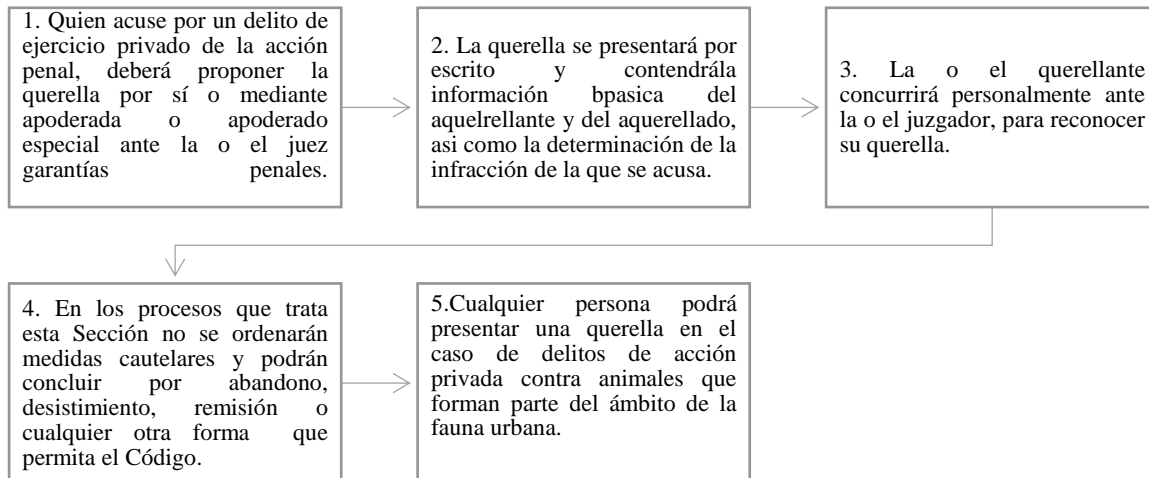 1. Quien acuse por un delito de
ejercicio privado de la acción
penal, deberá proponer la
querella por sí o mediante
apoderada o apoderado
especial ante la o el juez
garantías penales.
2. La querella se presentará por
escrito y contendrála
información bpasica del
aquelrellante y del aquerellado,
asi como la determinación de la
infracción de la que se acusa.
3. La o el querellante
concurrirá personalmente ante
la o el juzgador, para reconocer
su querella.
4. En los procesos que trata
esta Sección no se ordenarán
medidas cautelares y podrán
concluir por abandono,
desistimiento, remisión o
cualquier otra forma que
permita el Código.
5.Cualquier persona podrá
presentar una querella en el
caso de delitos de acción
privada contra animales que
forman parte del ámbito de la
fauna urbana.